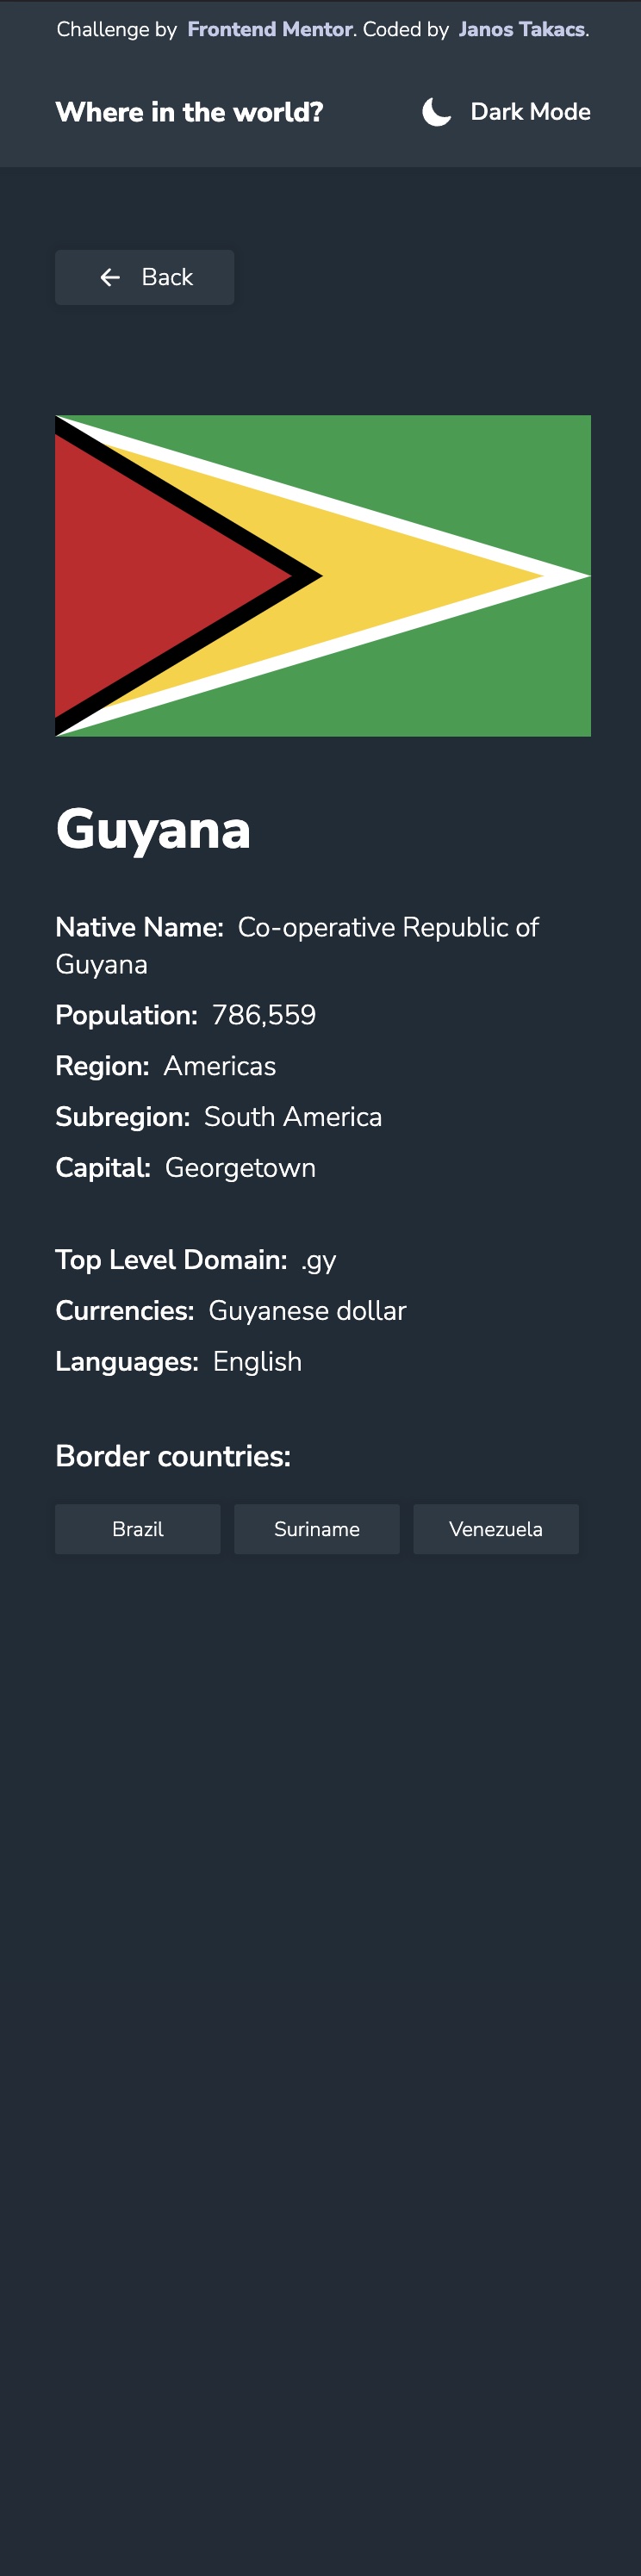 Challenge by Frontend Mentor. Coded by Janos Takacs.
Where in the world?
Dark Mode
Back
Guyana
Native Name: Co-operative Republic of
Guyana
Population: 786,559
Region: Americas
Subregion: South America
Capital: Georgetown
Top Level Domain: .gy
Currencies: Guyanese dollar
Languages: English
Border countries:
Brazil
Suriname
Venezuela